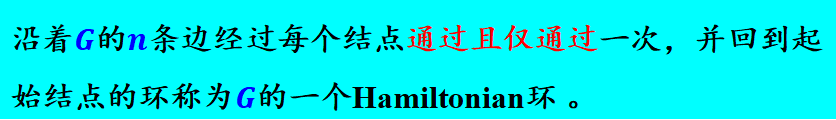 沿着G的n条边经过每个结点通过且仅通过一次，并回到起
始结点的环称为G的一个Hamiltonian环 。